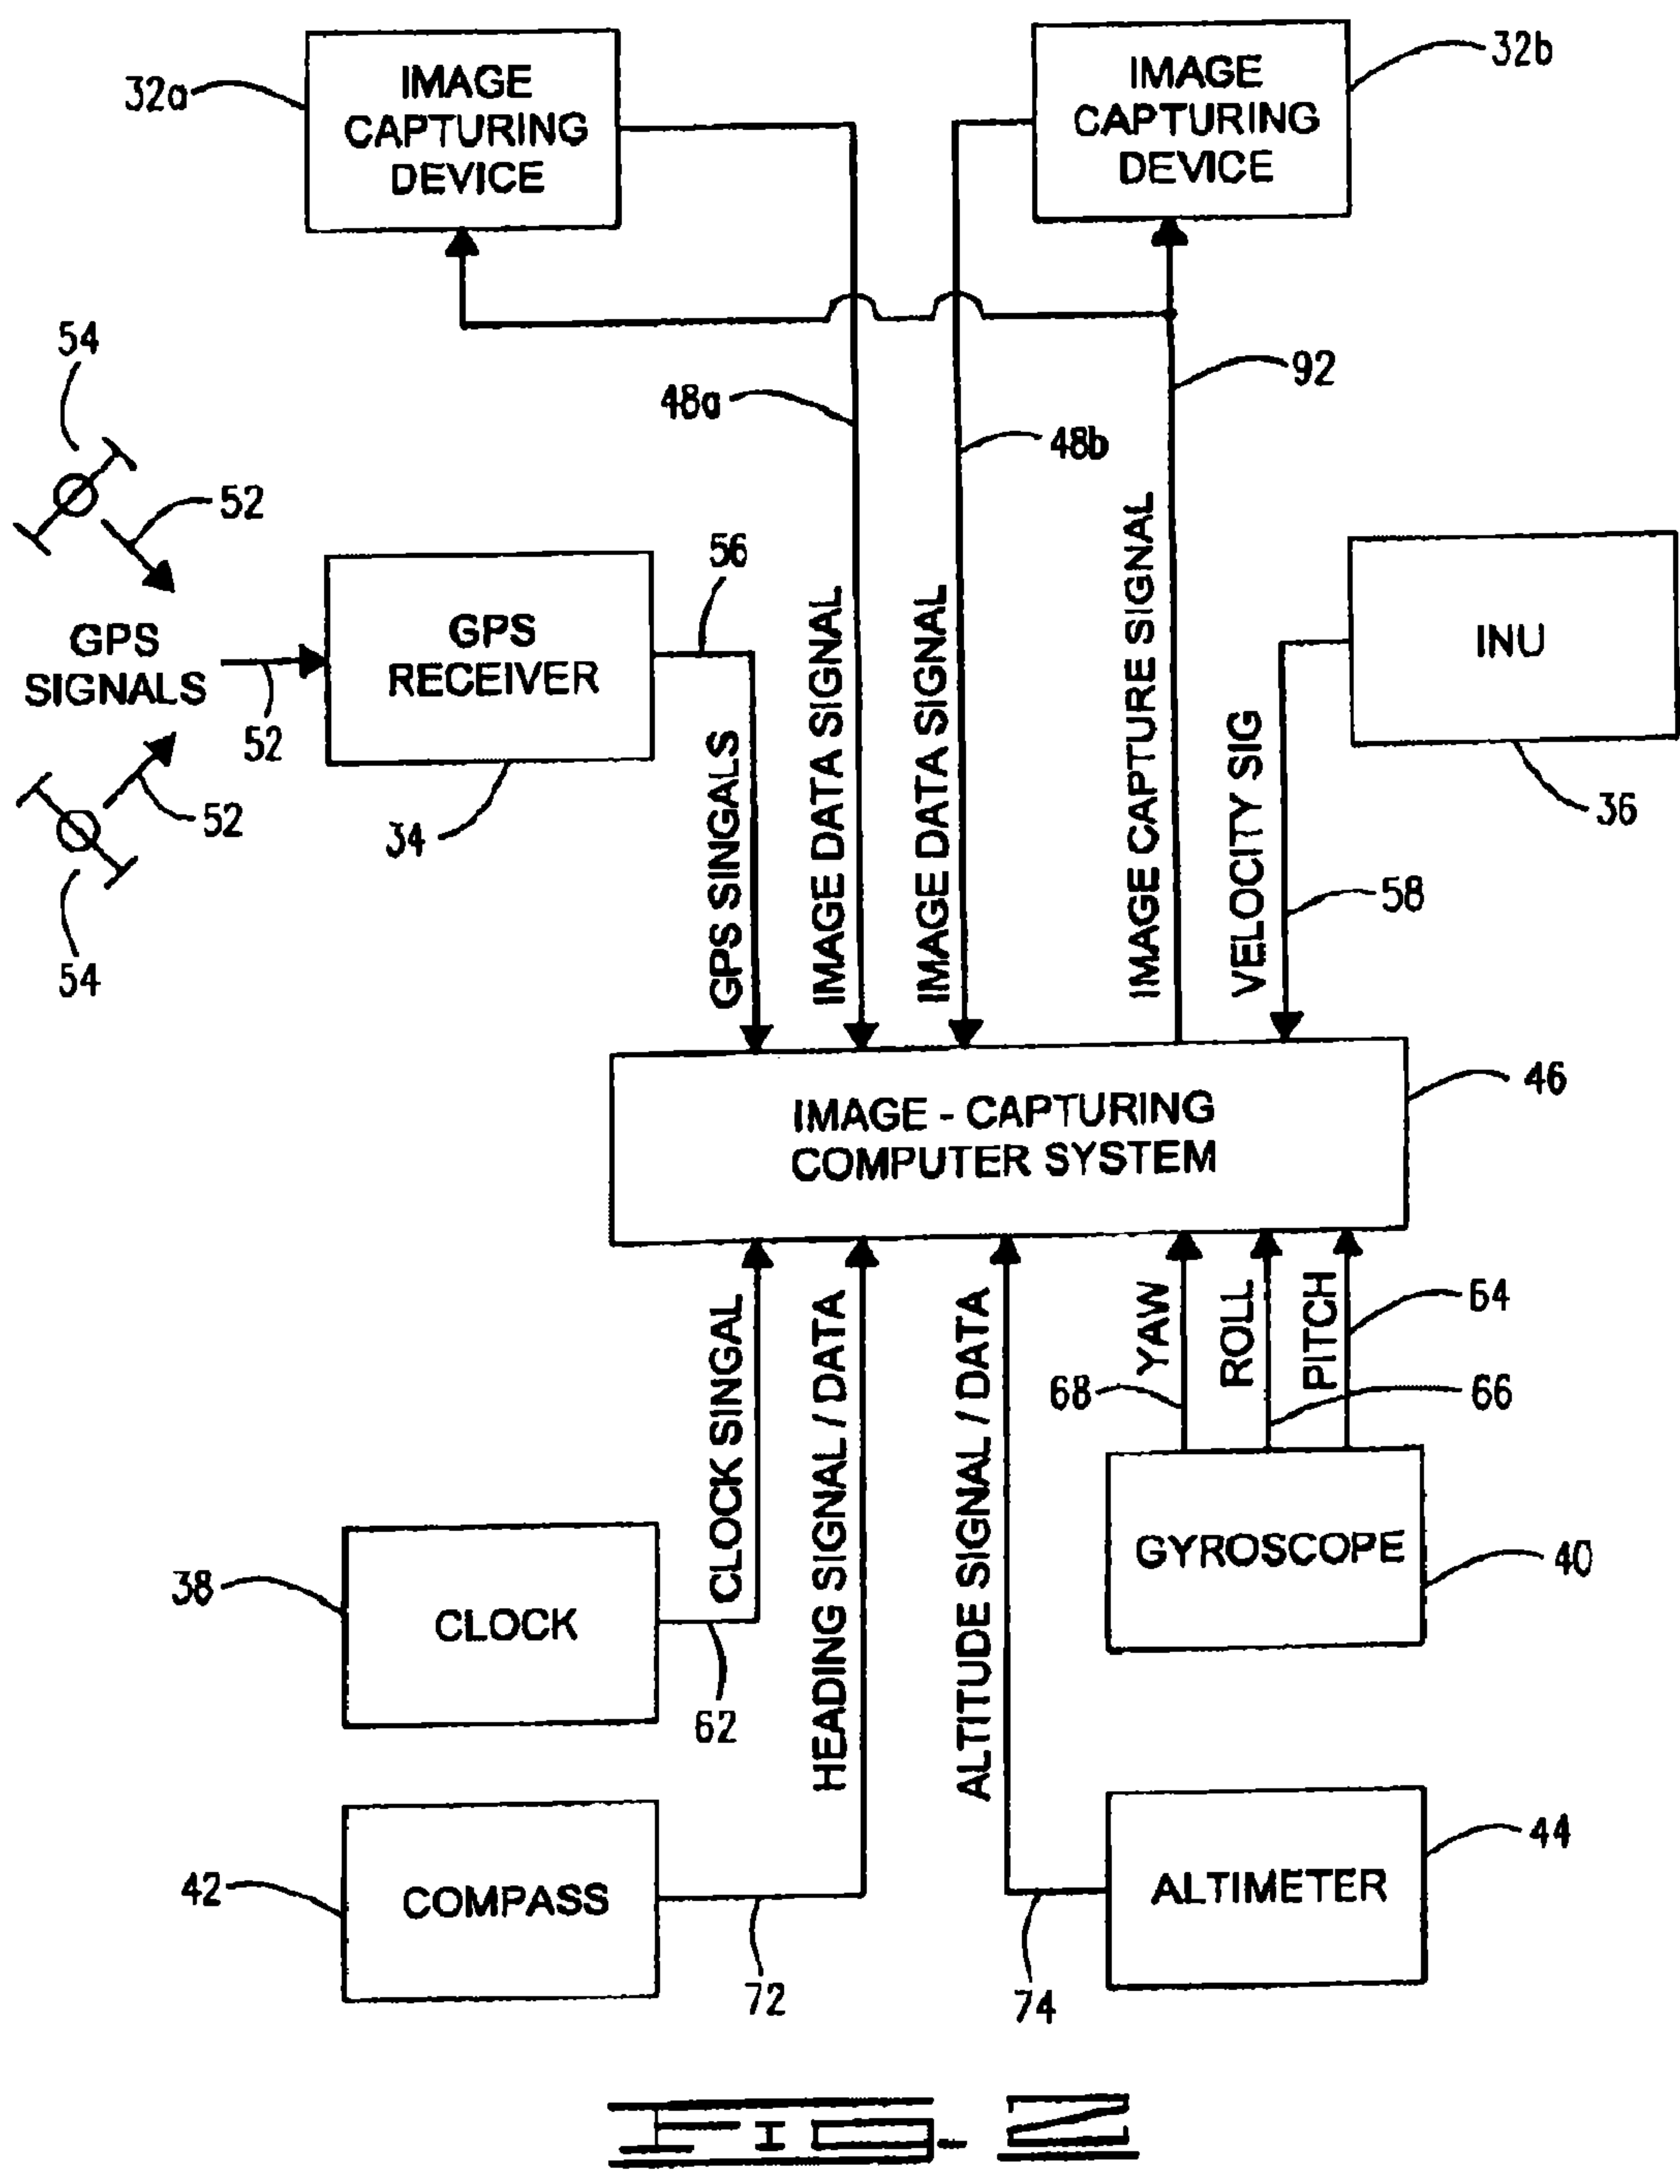 IMAGE
CAPTURING
DEVICE
32a
IMAGE
CAPTURING
DEVICE
32b
92
48a
48b
54
52
GPS
SIGNALS
52
52
54
GPS
RECEIVER
34
56
GPS SINGALS
IMAGE DATA SIGNAL
IMAGE DATA SIGNAL
IMAGE CAPTURE SIGNAL
VELOCITY SIG
INU
36
58
IMAGE - CAPTURING
COMPUTER SYSTEM
46
CLOCK SINGAL
HEADING SIGNAL / DATA
ALTITUDE SIGNAL / DATA
YAW
ROLL
PITCH
64
68
66
GYROSCOPE
40
CLOCK
38
62
COMPASS
42
72
ALTIMETER
44
74
FIG. 2